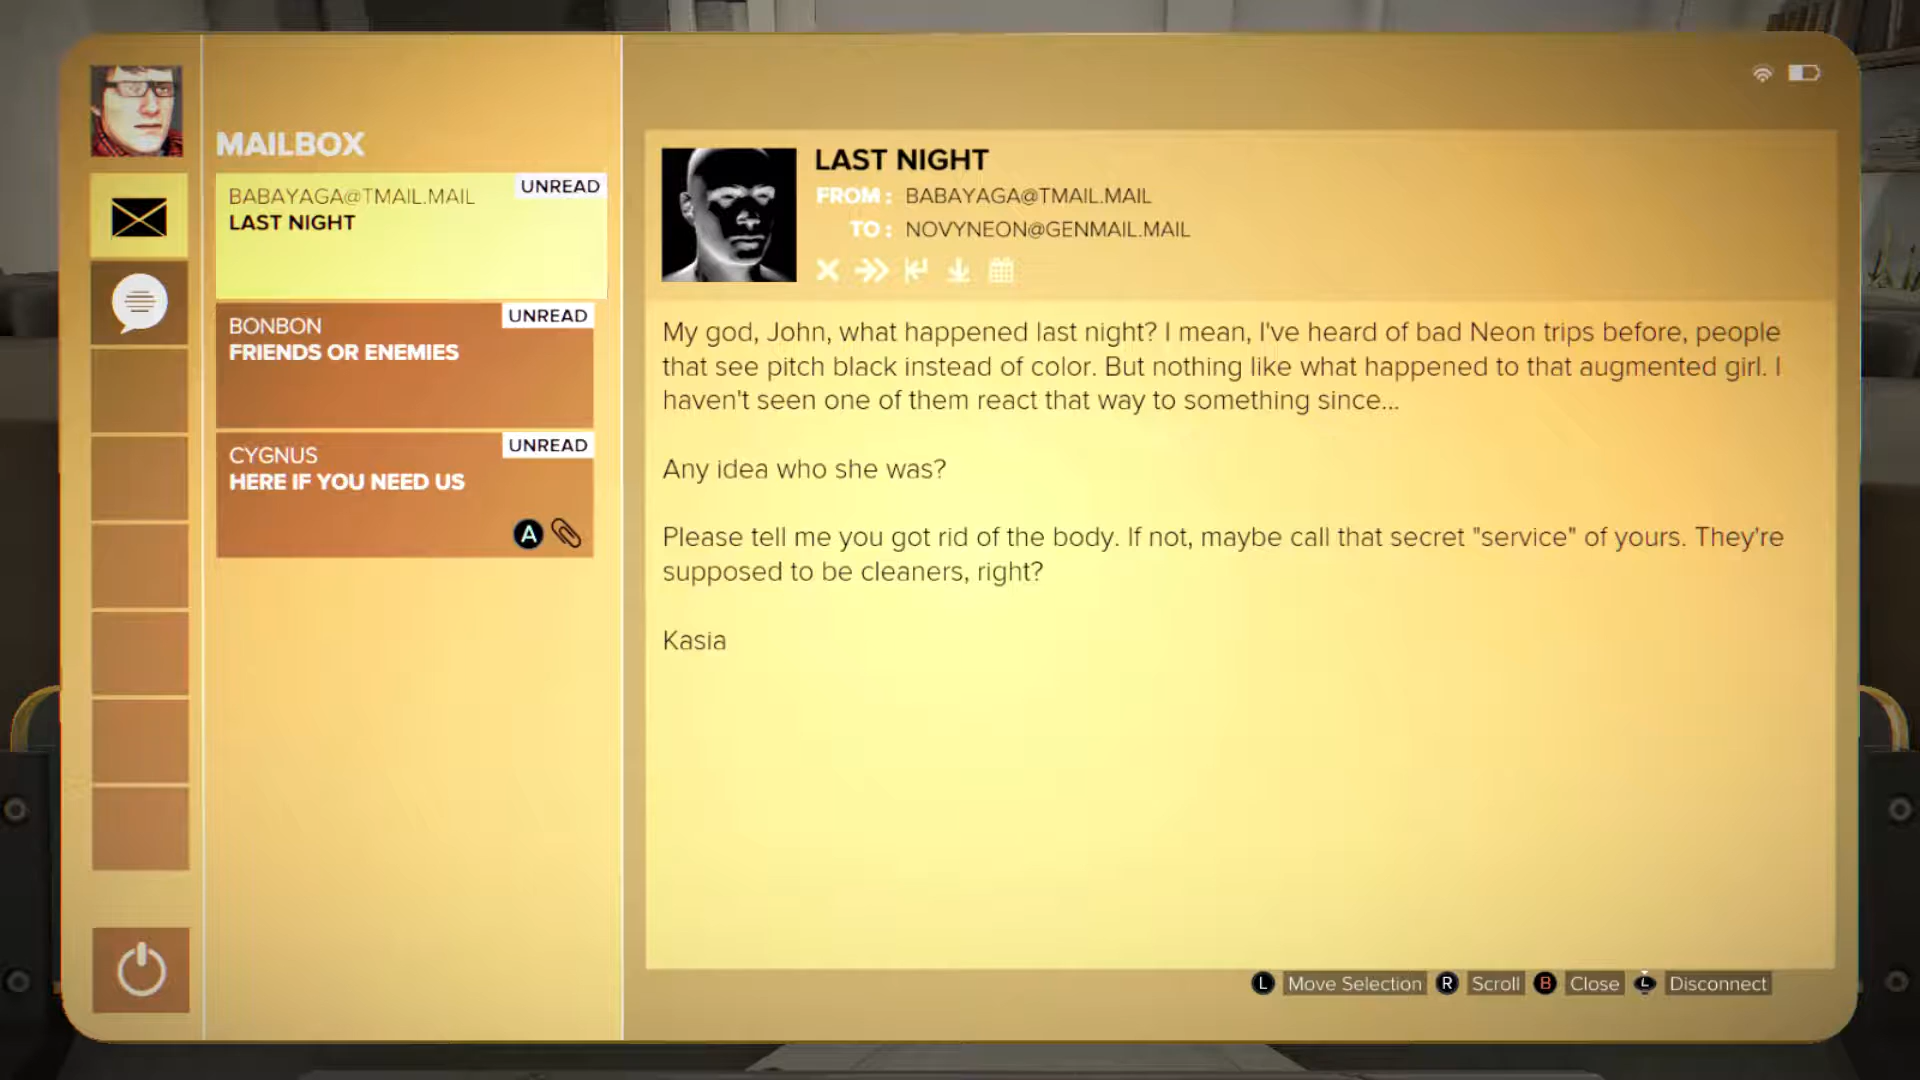 MAILBOX
BABAYAGA@TMAIL.MAIL
UNREAD
LAST NIGHT
BONBON
UNREAD
FRIENDS OR ENEMIES
CYGNUS
UNREAD
HERE IF YOU NEED US
A
LAST NIGHT
FROM : BABAYAGA@TMAIL.MAIL
TO : NOVYNEON@GENMAIL.MAIL
My god, John, what happened last night? I mean, I've heard of bad Neon trips before, people
that see pitch black instead of color. But nothing like what happened to that augmented girl. I
haven't seen one of them react that way to something since...
Any idea who she was?
Please tell me you got rid of the body. If not, maybe call that secret "service" of yours. They're
supposed to be cleaners, right?
Kasia
L Move Selection R Scroll B Close L Disconnect